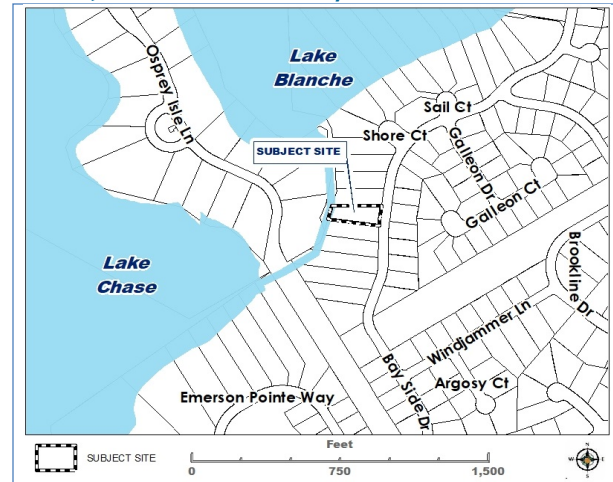 Lake
Blanche
Osprey Isle Ln
Sail Ct
Shore Ct
SUBJECT SITE
Galleon Dr
Galleon Ct
Brookline Dr
Lake
Chase
Windjammer Ln
Bay Side Dr
Argosy Ct
Emerson Pointe Way
SUBJECT SITE
Feet
0 750 1,500
N
W E
S